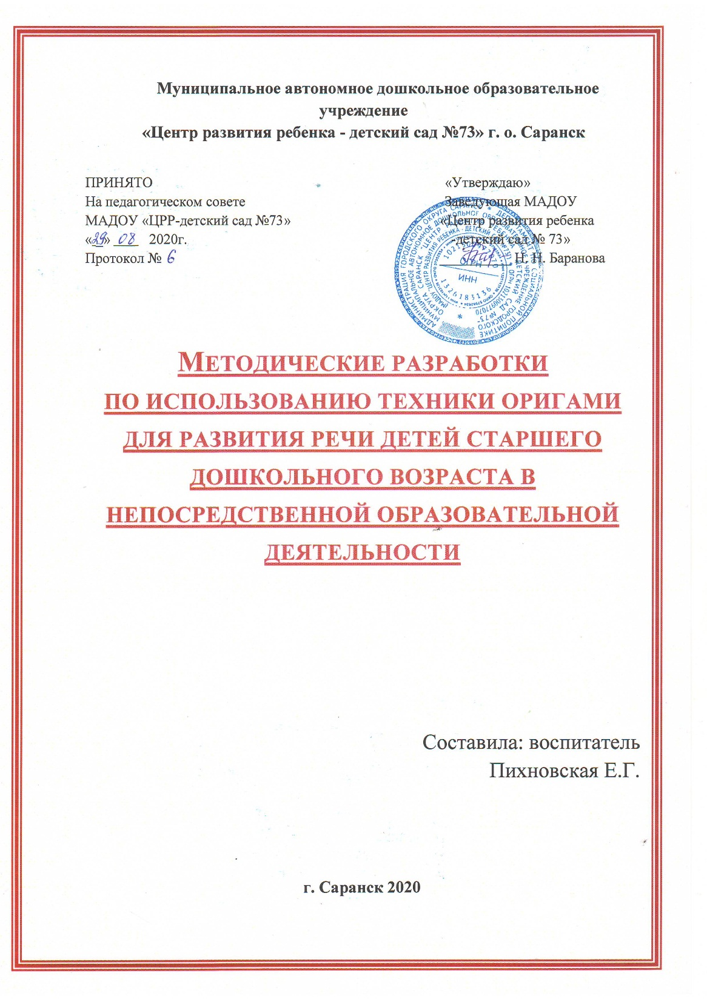 Муниципальное автономное дошкольное образовательное
учреждение
«Центр развития ребенка - детский сад №73» г. о. Саранск
ПРИНЯТО
На педагогическом совете
МАДОУ «ЦРР-детский сад №73»
«29» 08 2020г.
Протокол № 6
«Утверждаю»
Заведующая МАДОУ
«Центр развития ребенка
-детский сад № 73»
Н. Н. Баранова
ОГРН
ИНН
1326183136
МЕТОДИЧЕСКИЕ РАЗРАБОТКИ
ПО ИСПОЛЬЗОВАНИЮ ТЕХНИКИ ОРИГАМИ
ДЛЯ РАЗВИТИЯ РЕЧИ ДЕТЕЙ СТАРШЕГО
ДОШКОЛЬНОГО ВОЗРАСТА В
НЕПОСРЕДСТВЕННОЙ ОБРАЗОВАТЕЛЬНОЙ
ДЕЯТЕЛЬНОСТИ
Составила: воспитатель
Пихновская Е.Г.
г. Саранск 2020